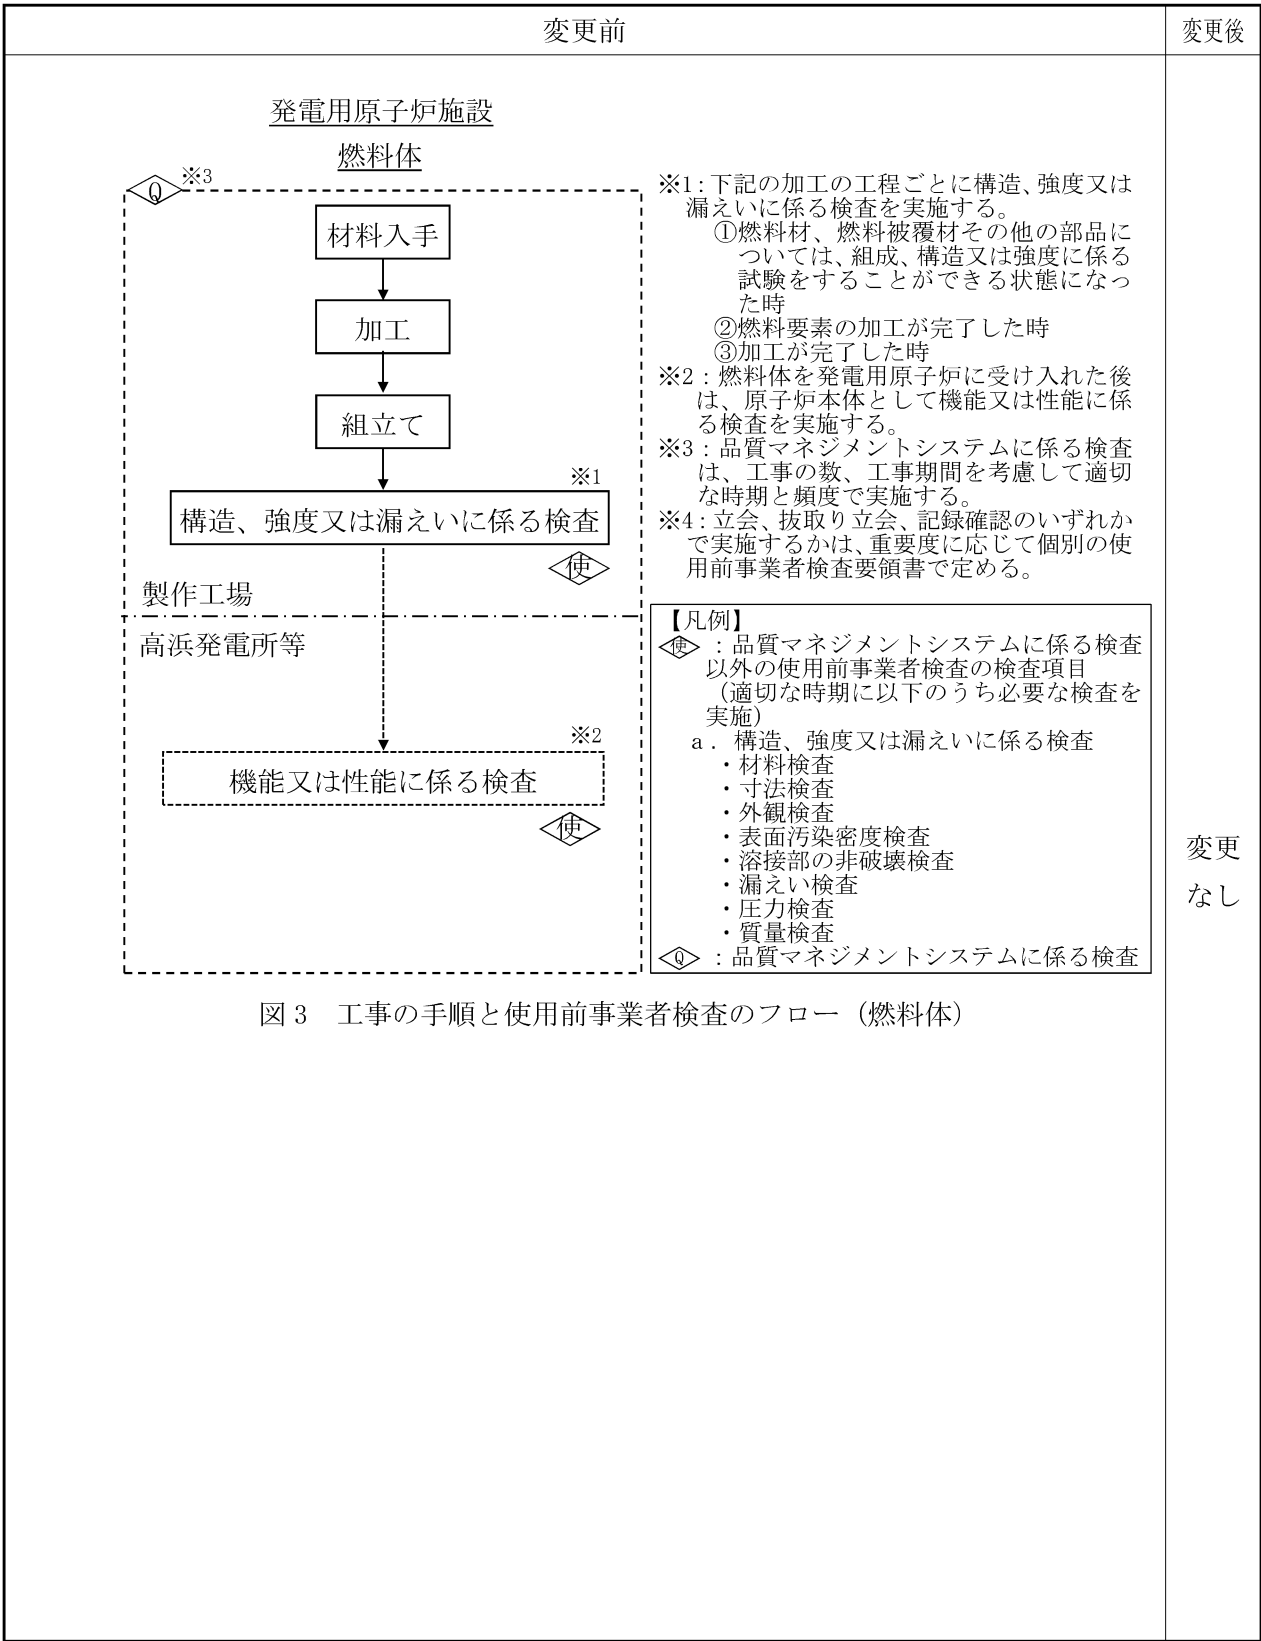 変更前
変更後
発電用原子炉施設
燃料体
Q
※3
材料入手
加工
組立て
※1
構造、強度又は漏えいに係る検査
使
製作工場
高浜発電所等
※2
機能又は性能に係る検査
使
※1：下記の加工の工程ごとに構造、強度又は
漏えいに係る検査を実施する。
①燃料材、燃料被覆材その他の部品に
ついては、組成、構造又は強度に係る
試験をすることができる状態になっ
た時
②燃料要素の加工が完了した時
③加工が完了した時
※2：燃料体を発電用原子炉に受け入れた後
は、原子炉本体として機能又は性能に係
る検査を実施する。
※3：品質マネジメントシステムに係る検査
は、工事の数、工事期間を考慮して適切
な時期と頻度で実施する。
※4：立会、抜取り立会、記録確認のいずれか
で実施するかは、重要度に応じて個別の使
用前事業者検査要領書で定める。
【凡例】
使：品質マネジメントシステムに係る検査
以外の使用前事業者検査の検査項目
（適切な時期に以下のうち必要な検査を
実施）
a．構造、強度又は漏えいに係る検査
・材料検査
・寸法検査
・外観検査
・表面汚染密度検査
・溶接部の非破壊検査
・漏えい検査
・圧力検査
・質量検査
Q：品質マネジメントシステムに係る検査
変更
なし
図3　工事の手順と使用前事業者検査のフロー（燃料体）